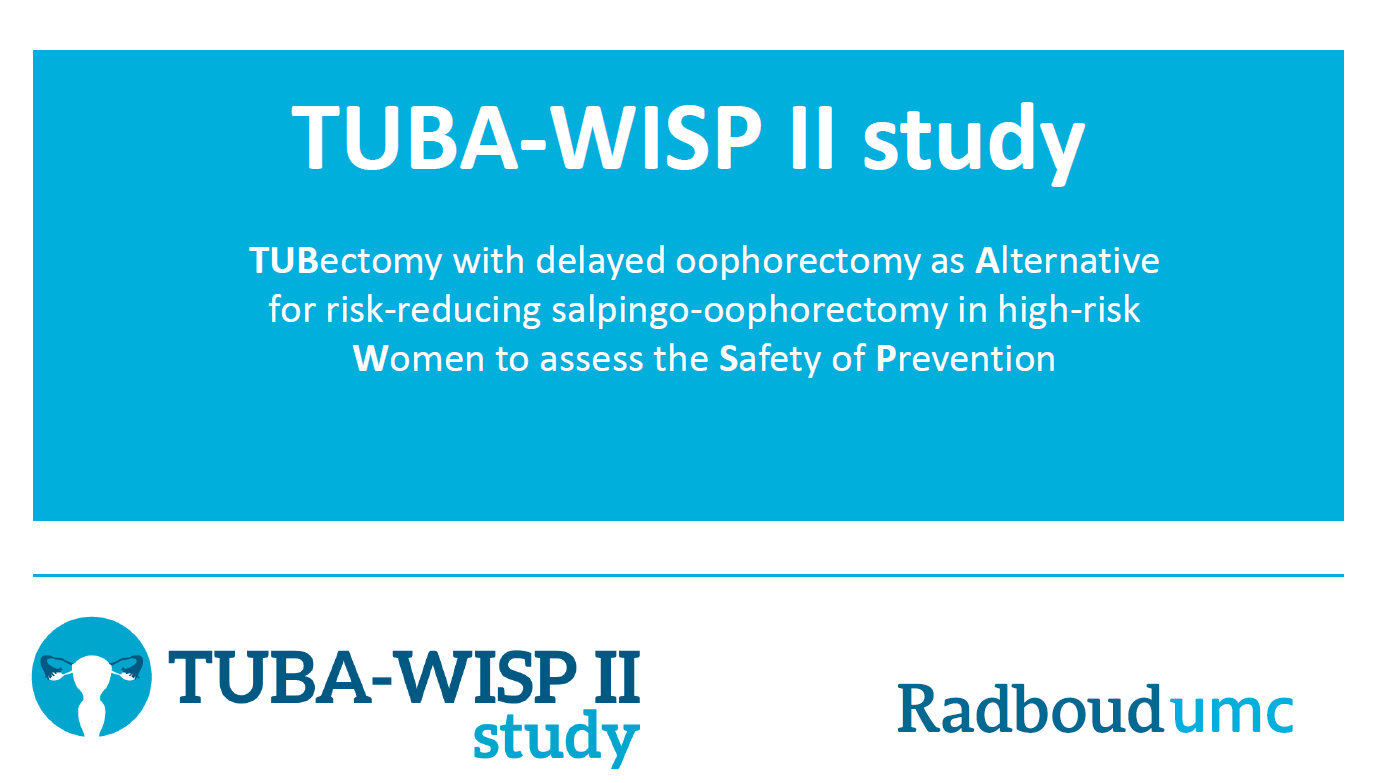 TUBA-WISP II study
TUBectomy with delayed oophorectomy as Alternative
for risk-reducing salpingo-oophorectomy in high-risk
Women to assess the Safety of Prevention
TUBA-WISP II
study
Radboudumc